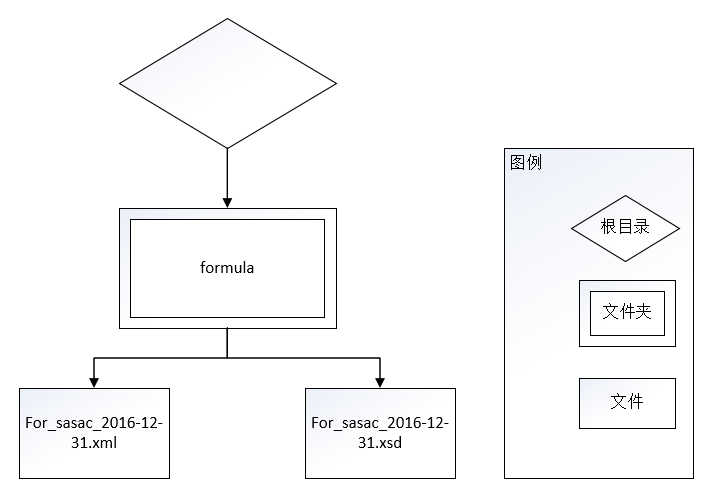 图例
根目录
formula
文件夹
For_sasac_2016-12-
31.xml
For_sasac_2016-12-
31.xsd
文件